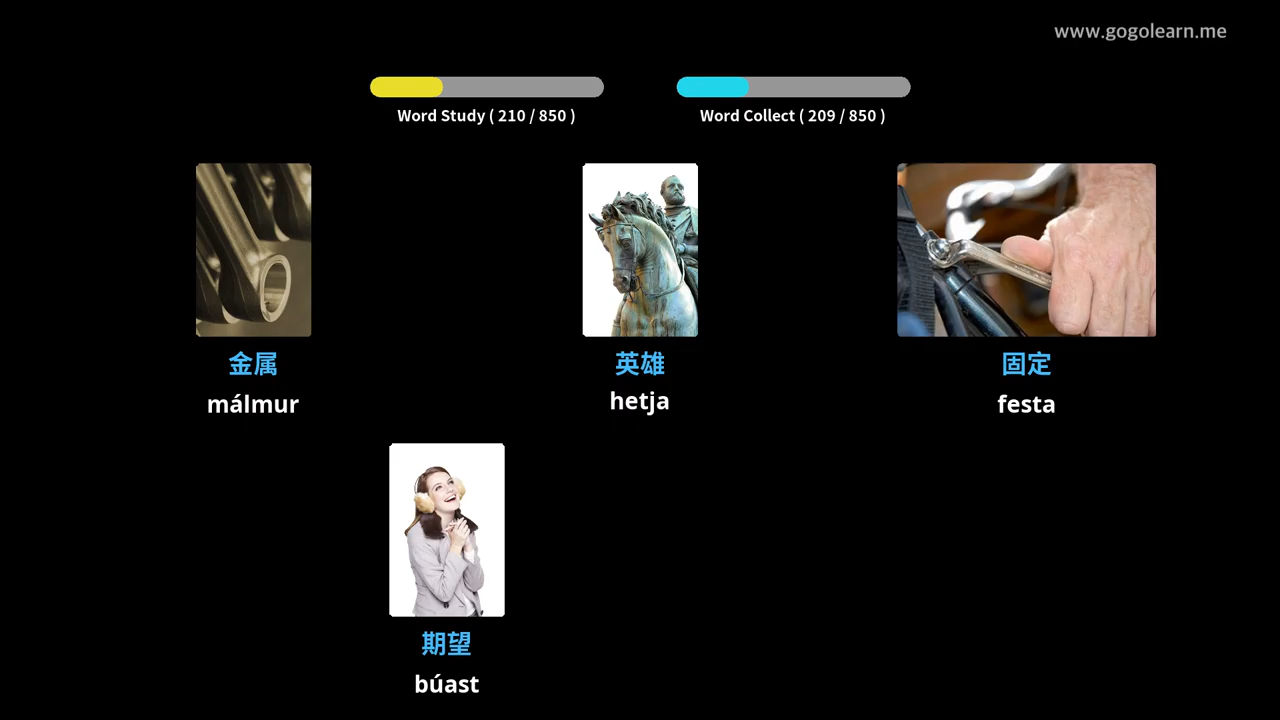 www.gogolearn.me
Word Study ( 210 / 850 )
Word Collect ( 209 / 850 )
金属
英雄
固定
málmur
hetja
festa
期望
búast